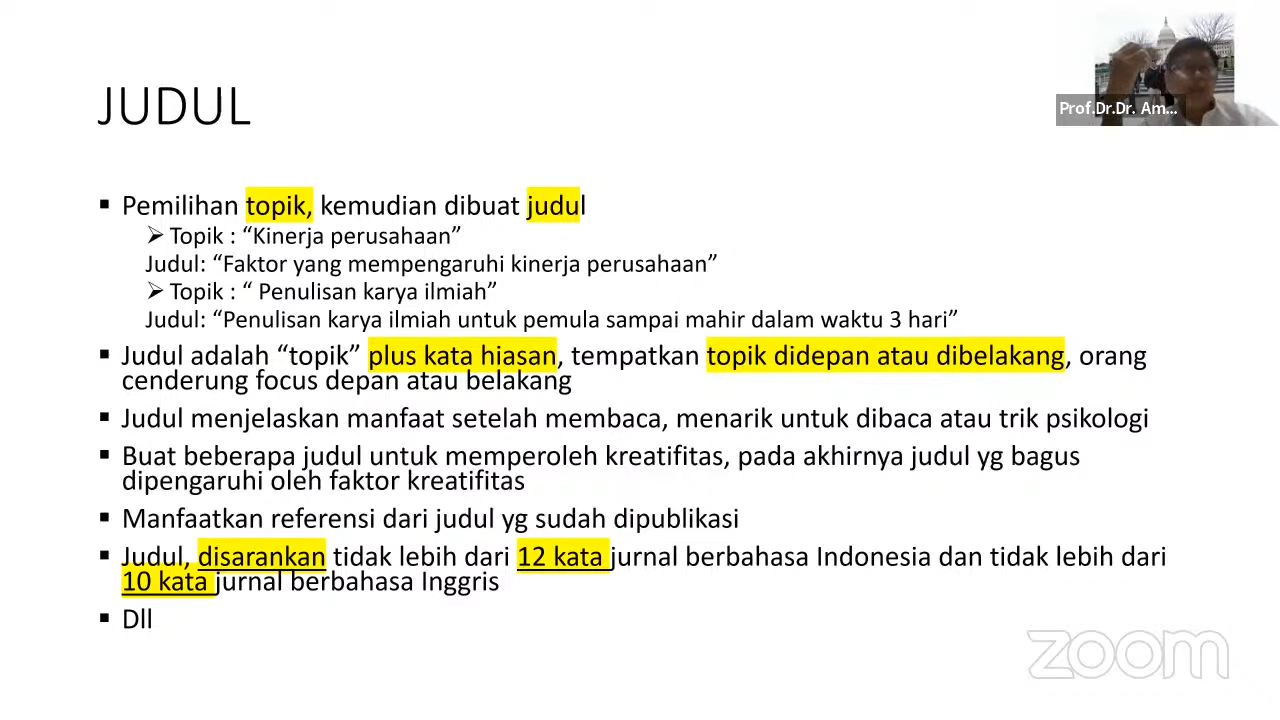 JUDUL
Prof.Dr.Dr. Am...
▪ Pemilihan topik, kemudian dibuat judul
➢ Topik : “Kinerja perusahaan”
Judul: “Faktor yang mempengaruhi kinerja perusahaan”
➢ Topik : “ Penulisan karya ilmiah”
Judul: “Penulisan karya ilmiah untuk pemula sampai mahir dalam waktu 3 hari”
▪ Judul adalah “topik” plus kata hiasan, tempatkan topik didepan atau dibelakang, orang
cenderung focus depan atau belakang
▪ Judul menjelaskan manfaat setelah membaca, menarik untuk dibaca atau trik psikologi
▪ Buat beberapa judul untuk memperoleh kreatifitas, pada akhirnya judul yg bagus
dipengaruhi oleh faktor kreatifitas
▪ Manfaatkan referensi dari judul yg sudah dipublikasi
▪ Judul, disarankan tidak lebih dari 12 kata jurnal berbahasa Indonesia dan tidak lebih dari
10 kata jurnal berbahasa Inggris
▪ Dll
zoom